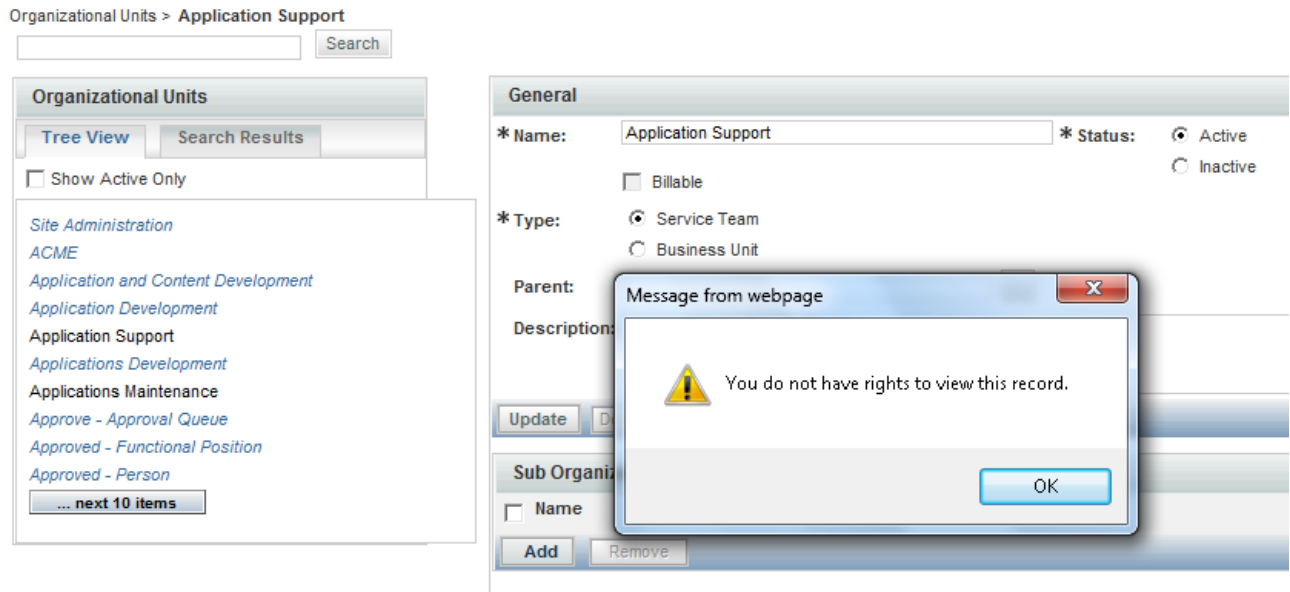 Organizational Units > Application Support
Search
Organizational Units
Tree View Search Results
Show Active Only
Site Administration
ACME
Application and Content Development
Application Development
Application Support
Applications Development
Applications Maintenance
Approve - Approval Queue
Approved - Functional Position
Approved - Person
... next 10 items
General
* Name: Application Support * Status: Active
Inactive
Billable
* Type: Service Team
Business Unit
Parent:
Description:
Update
Sub Organiz
Name
Add Remove
Message from webpage
You do not have rights to view this record.
OK